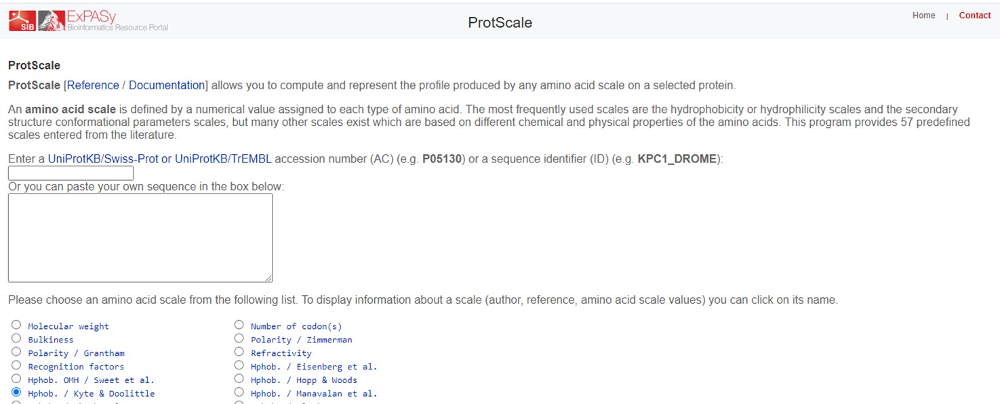 SIB
ExPASy
Bioinformatics Resource Portal
ProtScale
Home | Contact
ProtScale
ProtScale [Reference / Documentation] allows you to compute and represent the profile produced by any amino acid scale on a selected protein.
An amino acid scale is defined by a numerical value assigned to each type of amino acid. The most frequently used scales are the hydrophobicity or hydrophilicity scales and the secondary
structure conformational parameters scales, but many other scales exist which are based on different chemical and physical properties of the amino acids. This program provides 57 predefined
scales entered from the literature.
Enter a UniProtKB/Swiss-Prot or UniProtKB/TrEMBL accession number (AC) (e.g. P05130) or a sequence identifier (ID) (e.g. KPC1_DROME):
Or you can paste your own sequence in the box below:
Please choose an amino acid scale from the following list. To display information about a scale (author, reference, amino acid scale values) you can click on its name.
Molecular weight Number of codon(s)
Bulkiness Polarity / Zimmerman
Polarity / Grantham Refractivity
Recognition factors Hphob. / Eisenberg et al.
Hphob. OMH / Sweet et al. Hphob. / Hopp & Woods
Hphob. / Kyte & Doolittle Hphob. / Manavalan et al.